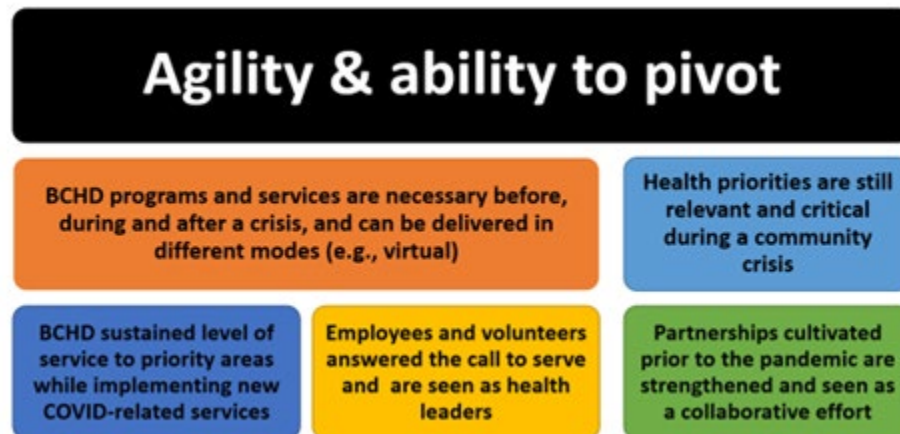 Agility & ability to pivot
BCHD programs and services are necessary before,
during and after a crisis, and can be delivered in
different modes (e.g., virtual)
Health priorities are still
relevant and critical
during a community
crisis
BCHD sustained level of
service to priority areas
while implementing new
COVID-related services
Employees and volunteers
answered the call to serve
and are seen as health
leaders
Partnerships cultivated
prior to the pandemic are
strengthened and seen as
a collaborative effort